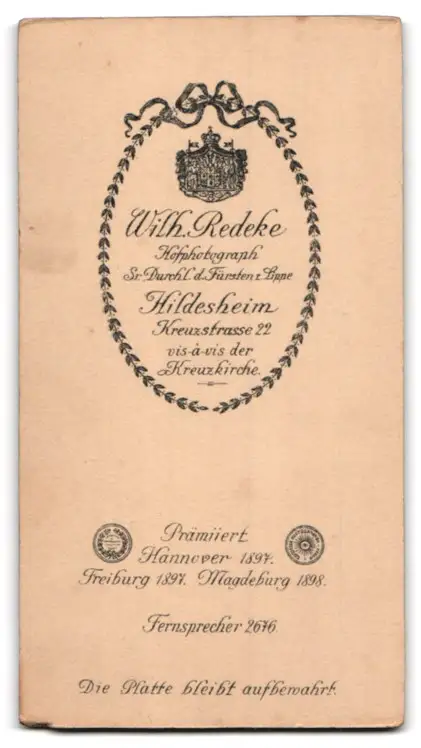 Wilh. Redeke
Hofphotograph
Sr. Durchl. d. Fürsten z. Lippe
Hildesheim
Kreuzstrasse 22
vis-à-vis der
Kreuzkirche.
Prämiiert
Hannover 1897.
Freiburg 1897. Magdeburg 1898.
Fernsprecher 2676
Die Platte bleibt aufbewahrt.